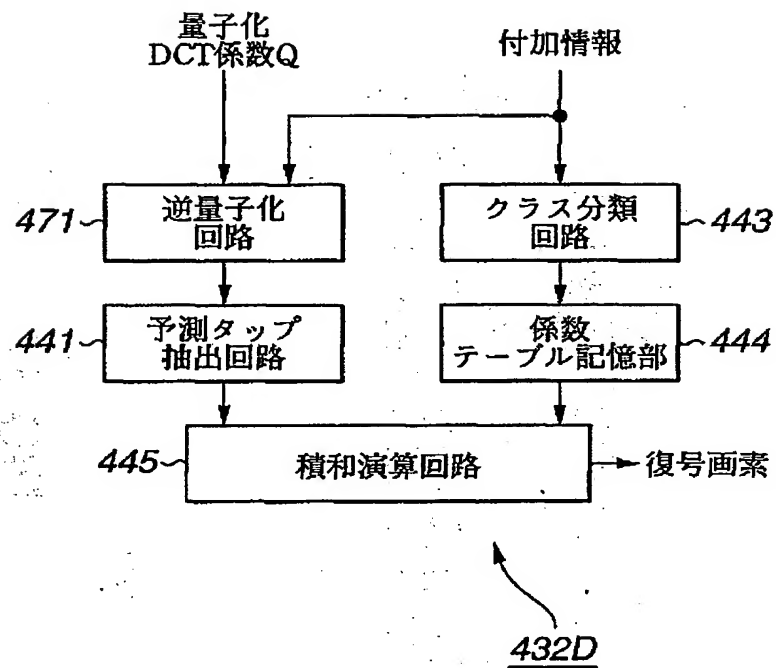 量子化
DCT係数Q
付加情報
471
逆量子化
回路
クラス分類
回路
443
441
予測タップ
抽出回路
係数
テーブル記憶部
444
445
積和演算回路
復号画素
432D